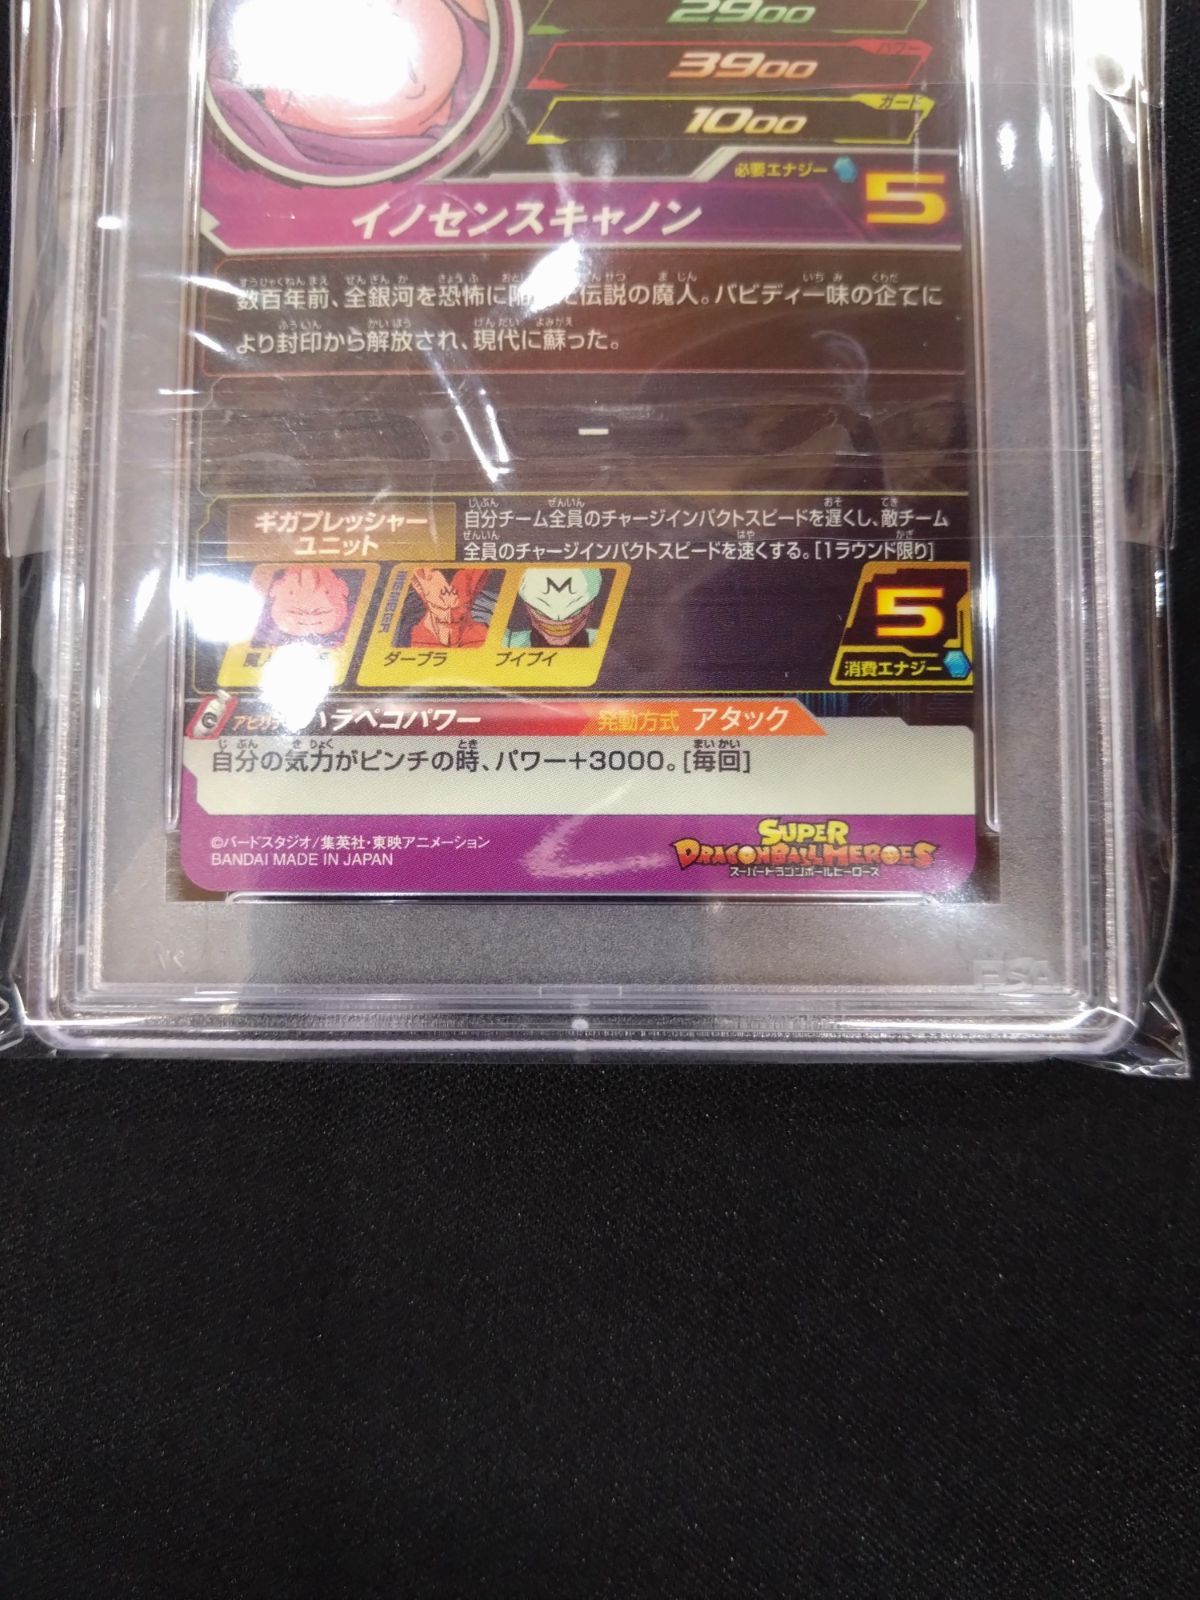 2900
パワー
3900
ガード
1000
必要エナジー
5
イノセンスキャノン
数百年前、全銀河を恐怖に た伝説の魔人。バビディ一味の企てに
より封印から解放され、現代に蘇った。
ー
ギガプレッシャー
ユニット
自分チーム全員のチャージインパクトスピードを遅くし、敵チーム
全員のチャージインパクトスピードを速くする。[1ラウンド限り]
MEMBER
魔人
ダーブラ
プイプイ
5
消費エナジー
ハラペコパワー
発動方式 アタック
自分の気力がピンチの時、パワー+3000。[毎回]
©バードスタジオ/集英社・東映アニメーション
BANDAI MADE IN JAPAN
SUPER
DRAGONBALL HEROES
スーパードラゴンボールヒーローズ